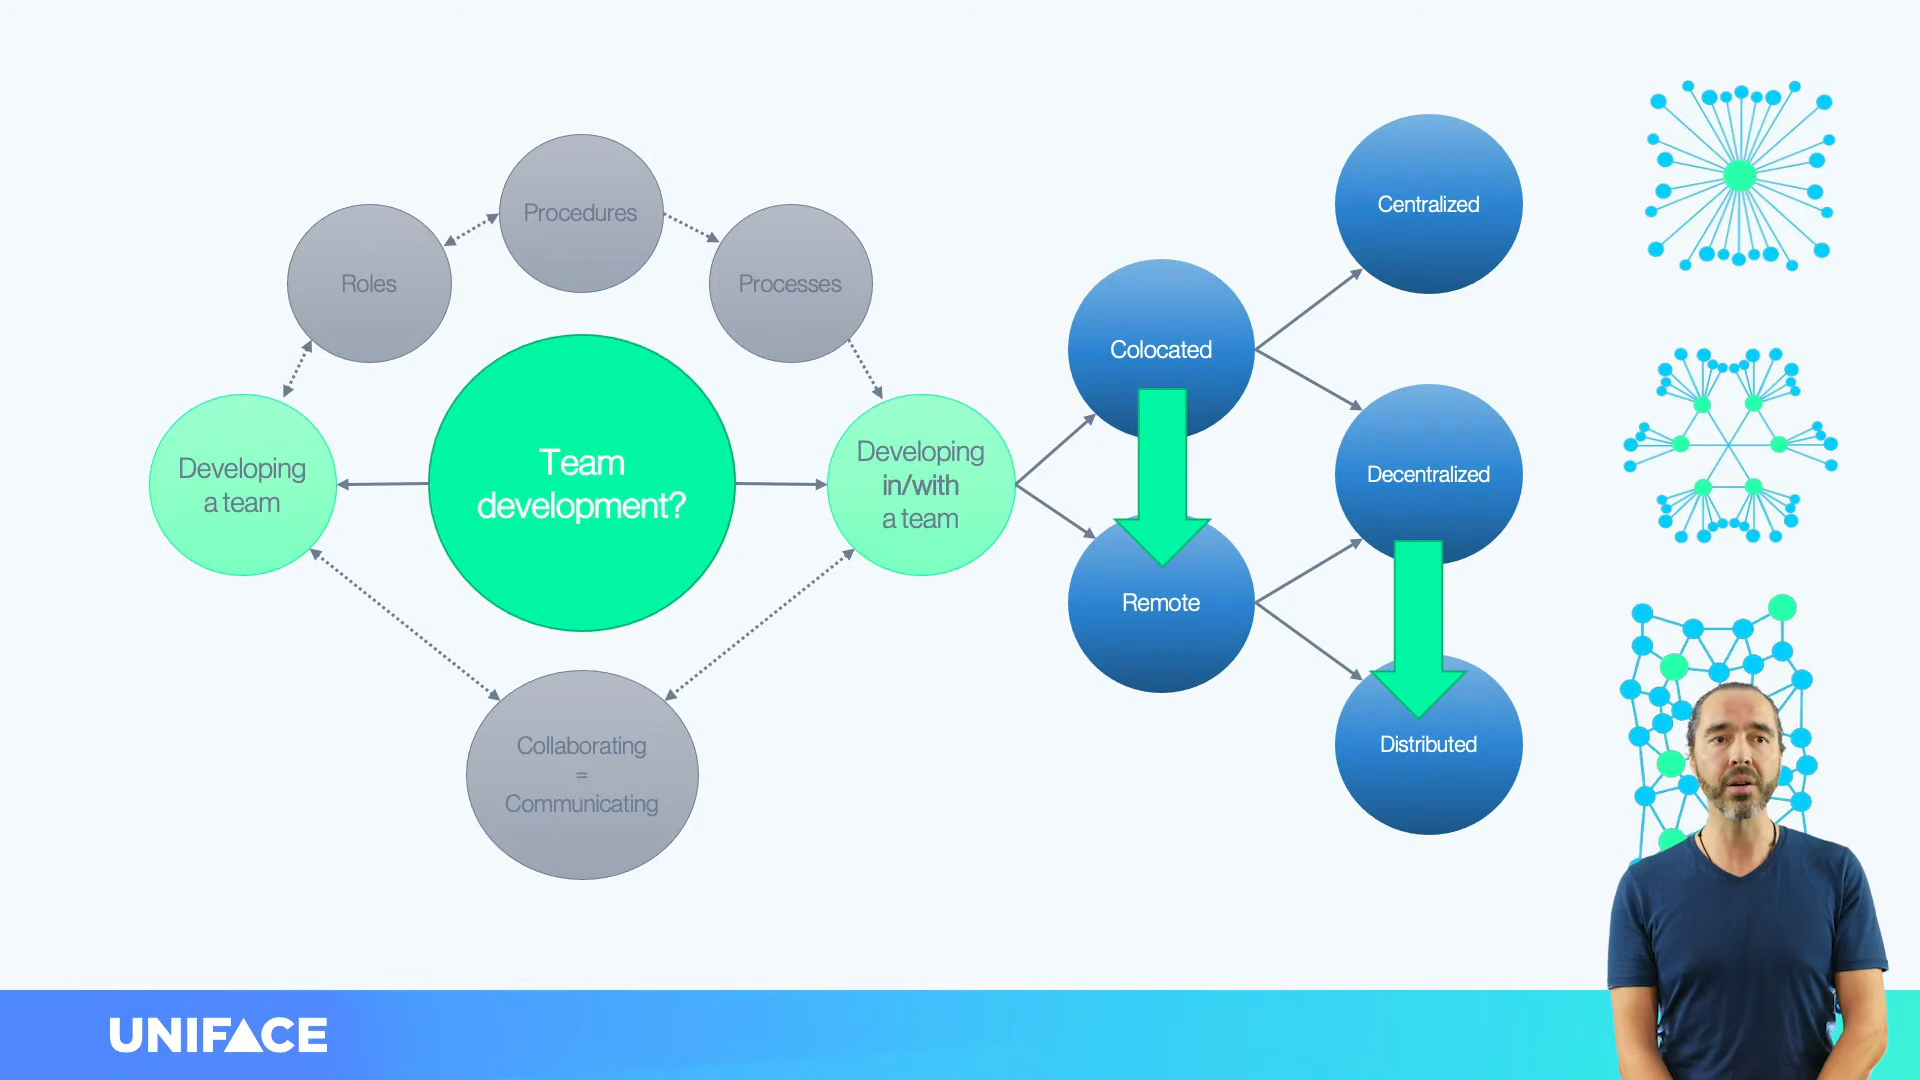 Procedures
Roles
Processes
Developing
a team
Team
development?
Developing
in/with
a team
Collaborating
=
Communicating
Colocated
Remote
Centralized
Decentralized
Distributed
UNIFACE